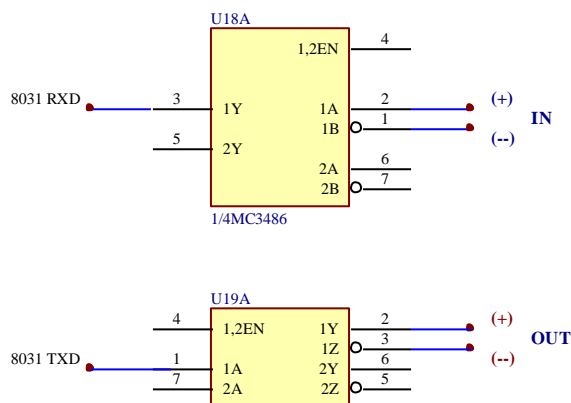 U18A
1,2EN 4
8031 RXD 3 1Y 1A 2 (+)
1B 1 (--) IN
5 2Y
2A 6
2B 7
1/4MC3486
U19A
4 1,2EN 1Y 2 (+)
1Z 3 (--) OUT
8031 TXD 1 1A 2Y 6
7 2A 2Z 5